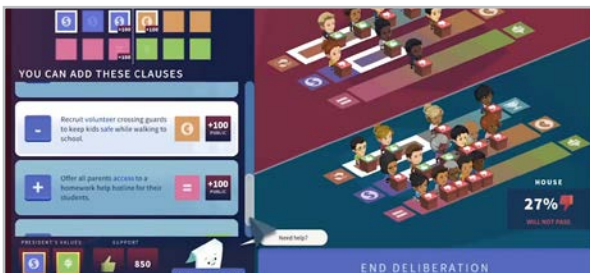 +100
+100
+100
YOU CAN ADD THESE CLAUSES
Recruit volunteer crossing guards
to keep kids safe while walking to
school.
+100
PUBLIC
Offer all parents access to a
homework help hotline for their
students.
+100
PUBLIC
PRESIDENT'S VALUES
SUPPORT
850
Need help?
HOUSE
27%
WILL NOT PASS
END DELIBERATION